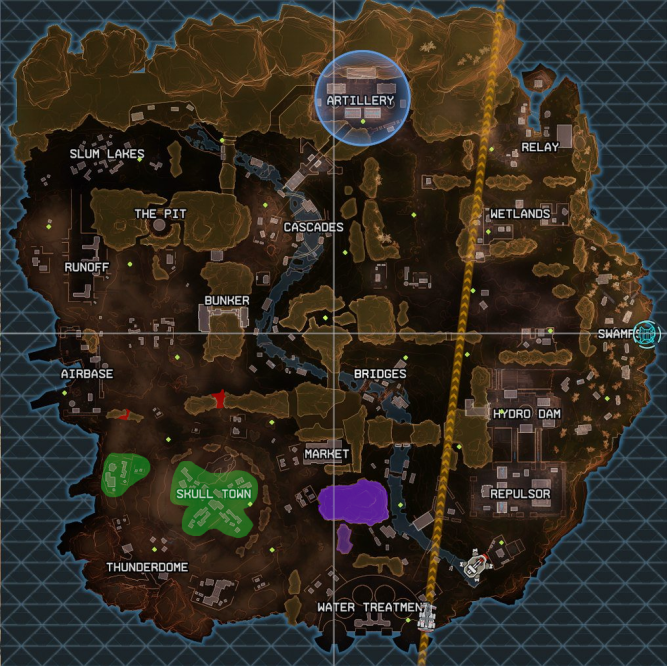 ARTILLERY
RELAY
SLUM LAKES
THE PIT
WETLANDS
CASCADES
RUNOFF
BUNKER
SWAMPS
AIRBASE
BRIDGES
HYDRO DAM
MARKET
SKULL TOWN
REPULSOR
THUNDERDOME
WATER TREATMENT